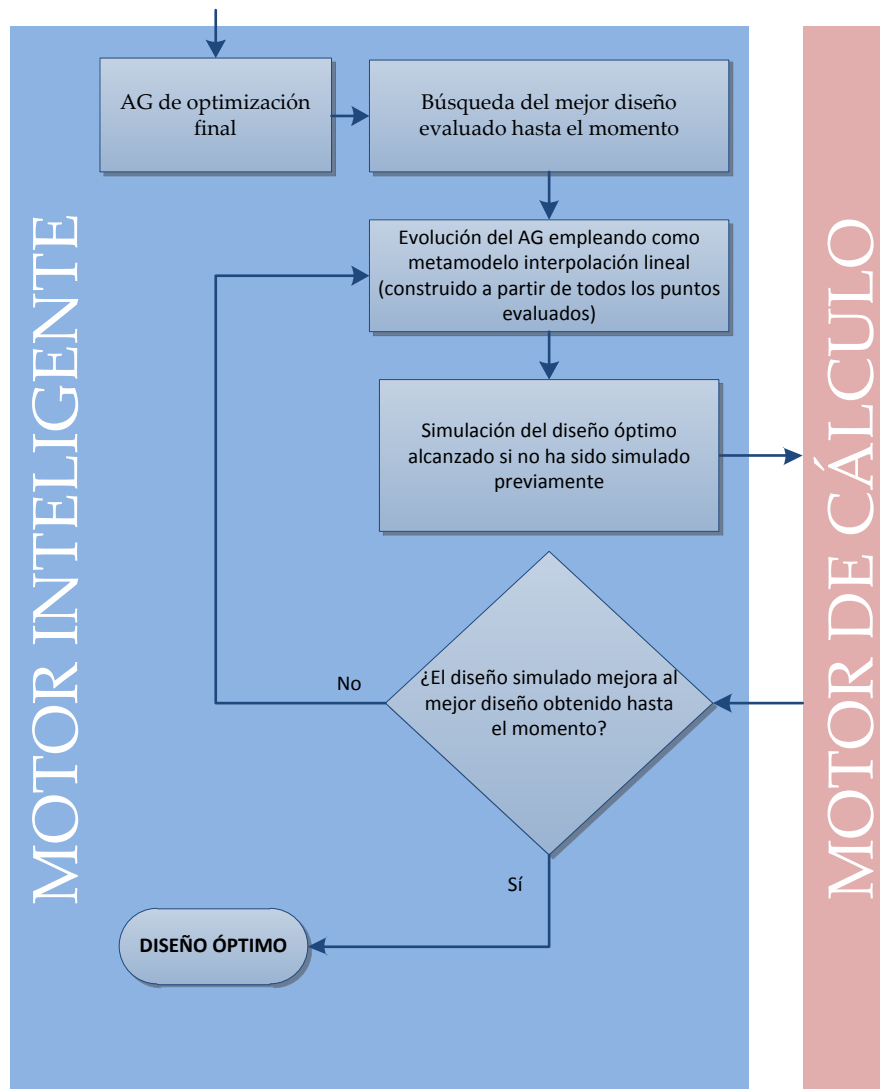 AG de optimización
final
Búsqueda del mejor diseño
evaluado hasta el momento
Evolución del AG empleando como
metamodelo interpolación lineal
(construido a partir de todos los puntos
evaluados)
Simulación del diseño óptimo
alcanzado si no ha sido simulado
previamente
¿El diseño simulado mejora al
mejor diseño obtenido hasta
el momento?
No
Sí
DISEÑO ÓPTIMO
MOTOR INTELIGENTE
MOTOR DE CÁLCULO